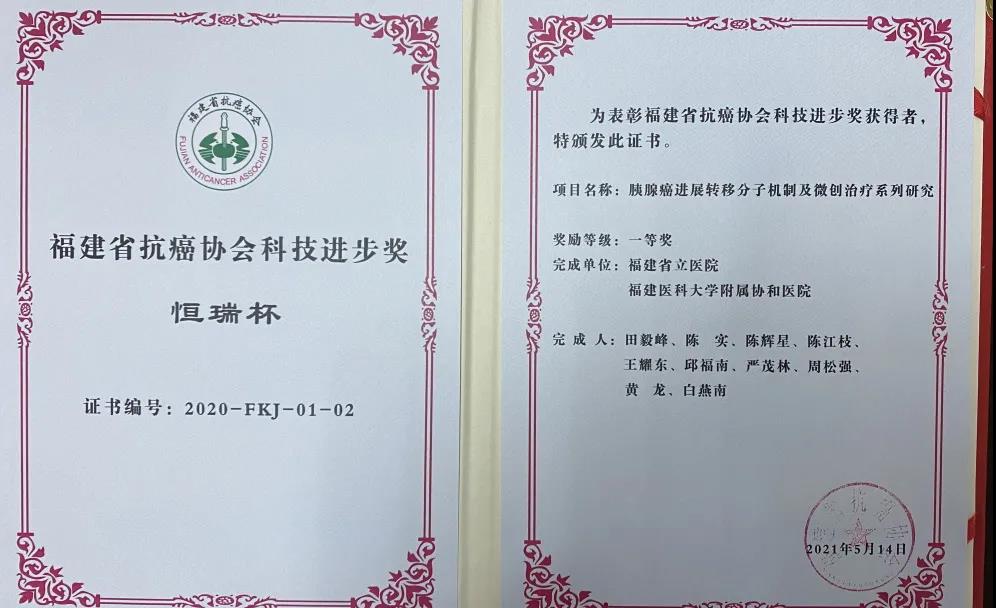 福建省抗癌协会
FUJIAN ANTICANCER ASSOCIATION
福建省抗癌协会科技进步奖
恒瑞杯
证书编号：2020-FKJ-01-02
为表彰福建省抗癌协会科技进步奖获得者，
特颁发此证书。
项目名称：胰腺癌进展转移分子机制及微创治疗系列研究
奖励等级：一等奖
完成单位：福建省立医院
福建医科大学附属协和医院
完 成 人：田毅峰、陈　实、陈辉星、陈江枝、
王耀东、邱福南、严茂林、周松强、
黄　龙、白燕南
2021年5月14日